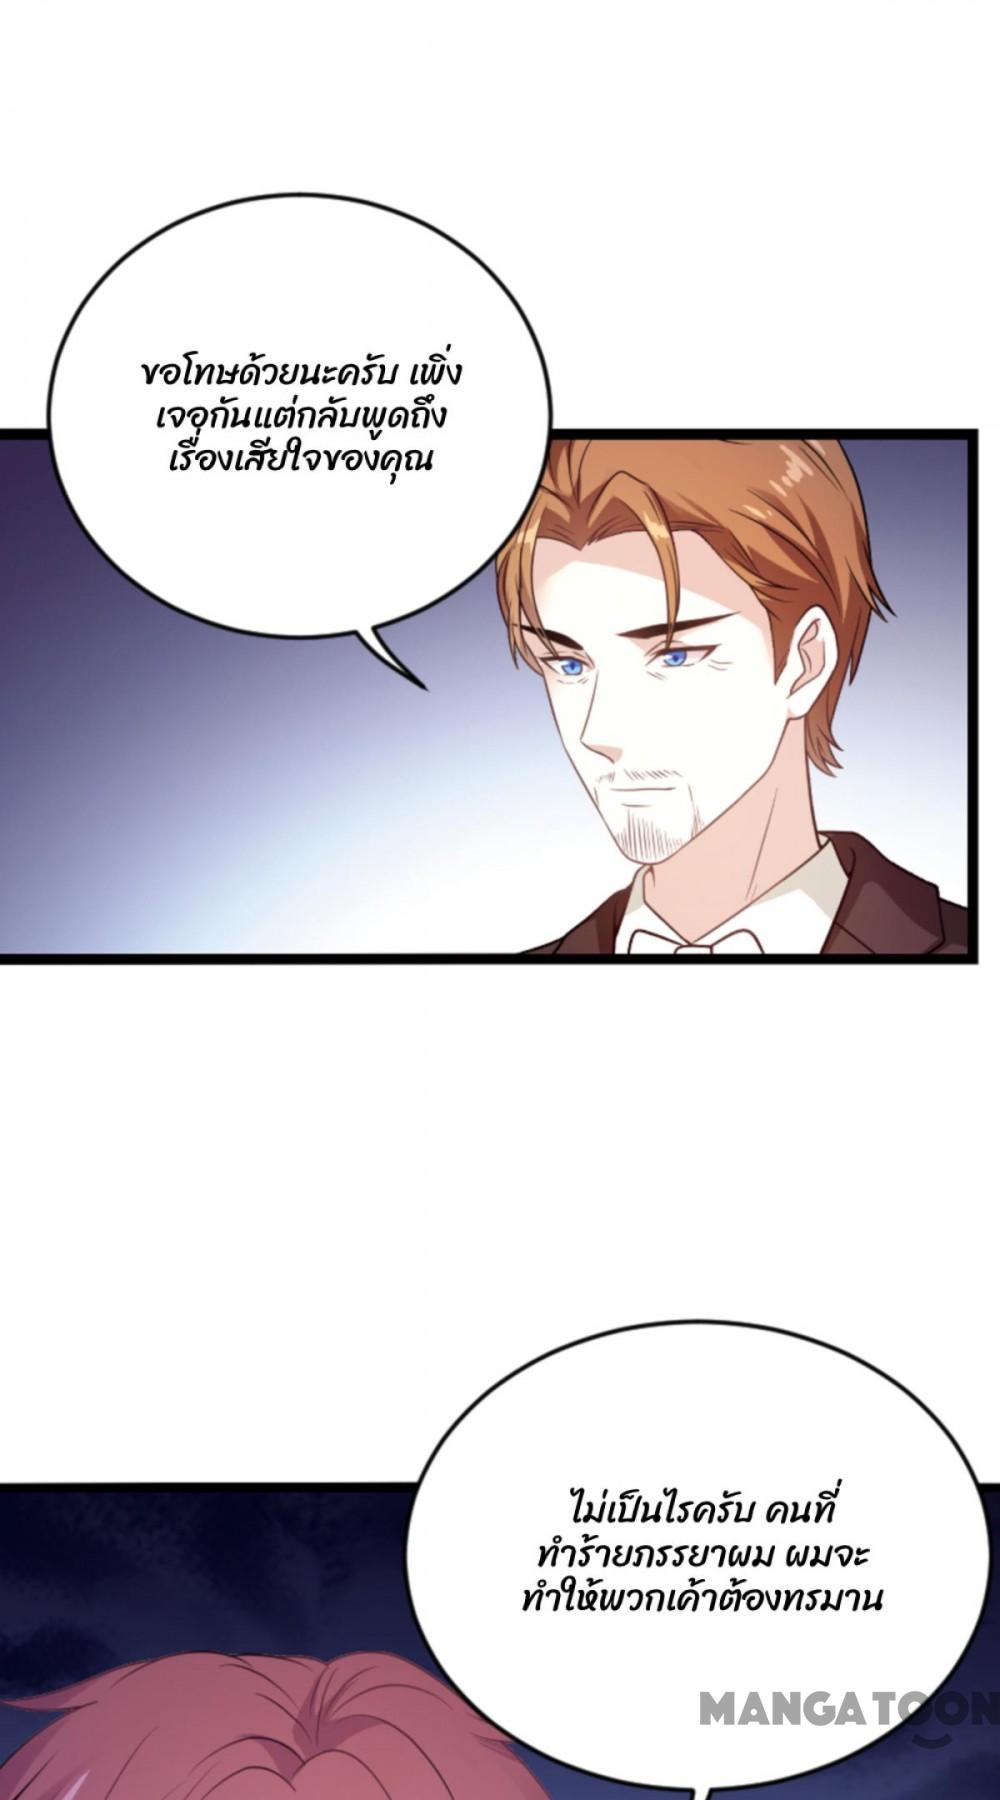 ขอโทษด้วยนะครับ เพิ่ง
เจอกันแต่กลับพูดถึง
เรื่องเสียใจของคุณ
ไม่เป็นไรครับ คนที่
ทำร้ายภรรยาผม ผมจะ
ทำให้พวกเค้าต้องทรมาน
MANGATOON